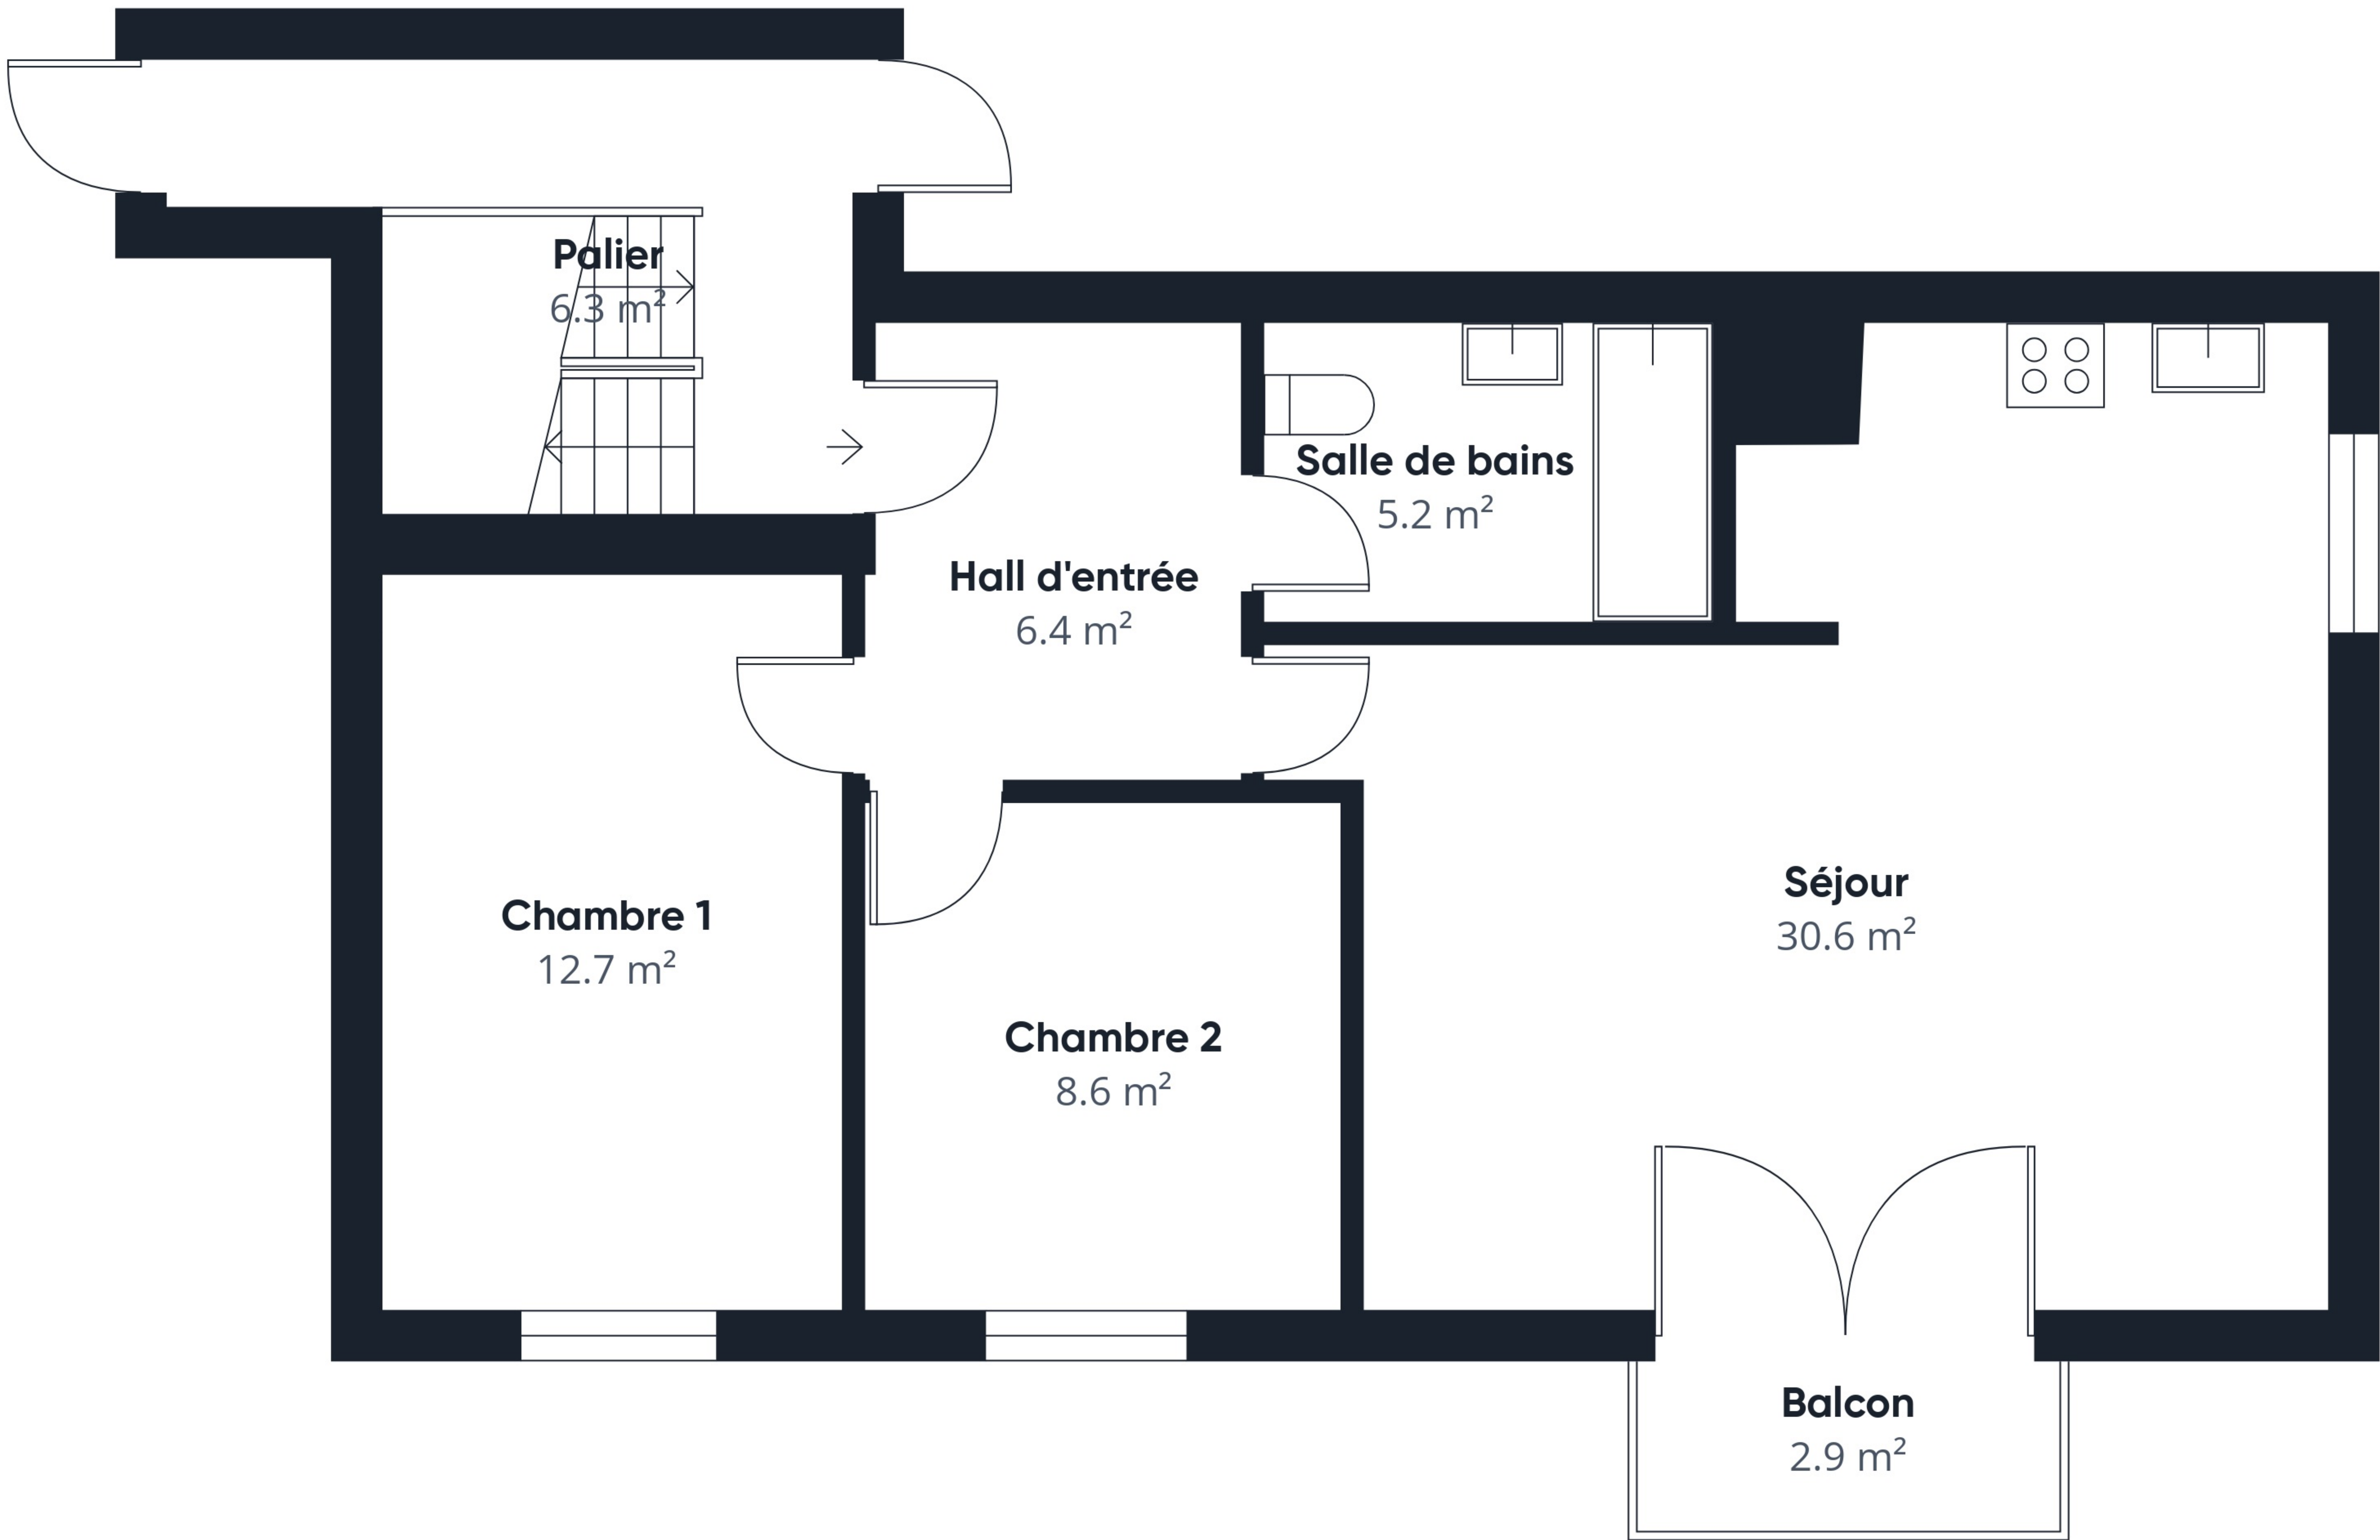 Palier
6.3 m²
Salle de bains
5.2 m²
Hall d'entrée
6.4 m²
Séjour
30.6 m²
Chambre 1
12.7 m²
Chambre 2
8.6 m²
Balcon
2.9 m²